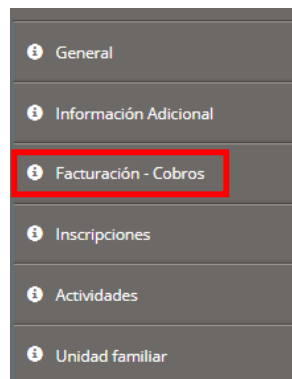 General
Información Adicional
Facturación - Cobros
Inscripciones
Actividades
Unidad familiar